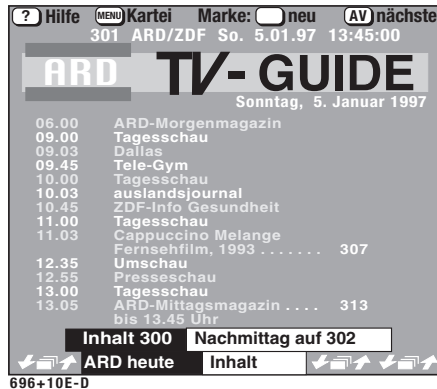 ? Hilfe MENU Kartei Marke: neu AV nächste
301 ARD/ZDF So. 5.01.97 13:45:00
ARD TV-GUIDE
Sonntag, 5. Januar 1997
06.00 ARD-Morgenmagazin
09.00 Tagesschau
09.03 Dallas
09.45 Tele-Gym
10.00 Tagesschau
10.03 auslandsjournal
10.45 ZDF-Info Gesundheit
11.00 Tagesschau
11.03 Cappuccino Melange
Fernsehfilm, 1993 ....... 307
12.35 Umschau
12.55 Presseschau
13.00 Tagesschau
13.05 ARD-Mittagsmagazin .... 313
bis 13.45 Uhr
Inhalt 300 Nachmittag auf 302
ARD heute Inhalt
696+10E-D